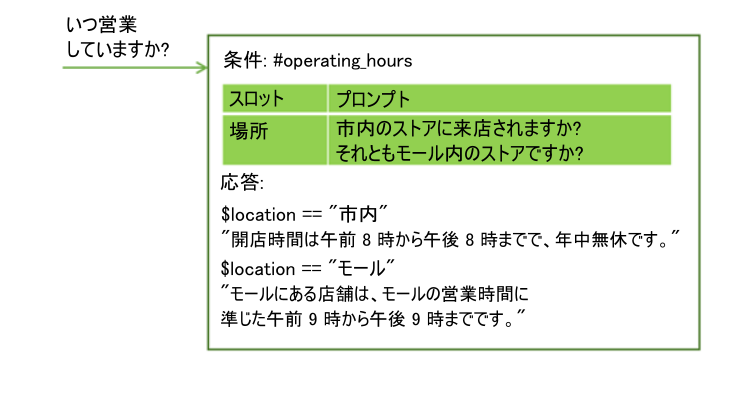 いつ営業
していますか?
条件: #operating_hours
スロット プロンプト
場所 市内のストアに来店されますか?
それともモール内のストアですか?
応答:
$location == "市内"
"開店時間は午前 8 時から午後 8 時までで、年中無休です。"
$location == "モール"
"モールにある店舗は、モールの営業時間に
準じた午前 9 時から午後 9 時までです。"